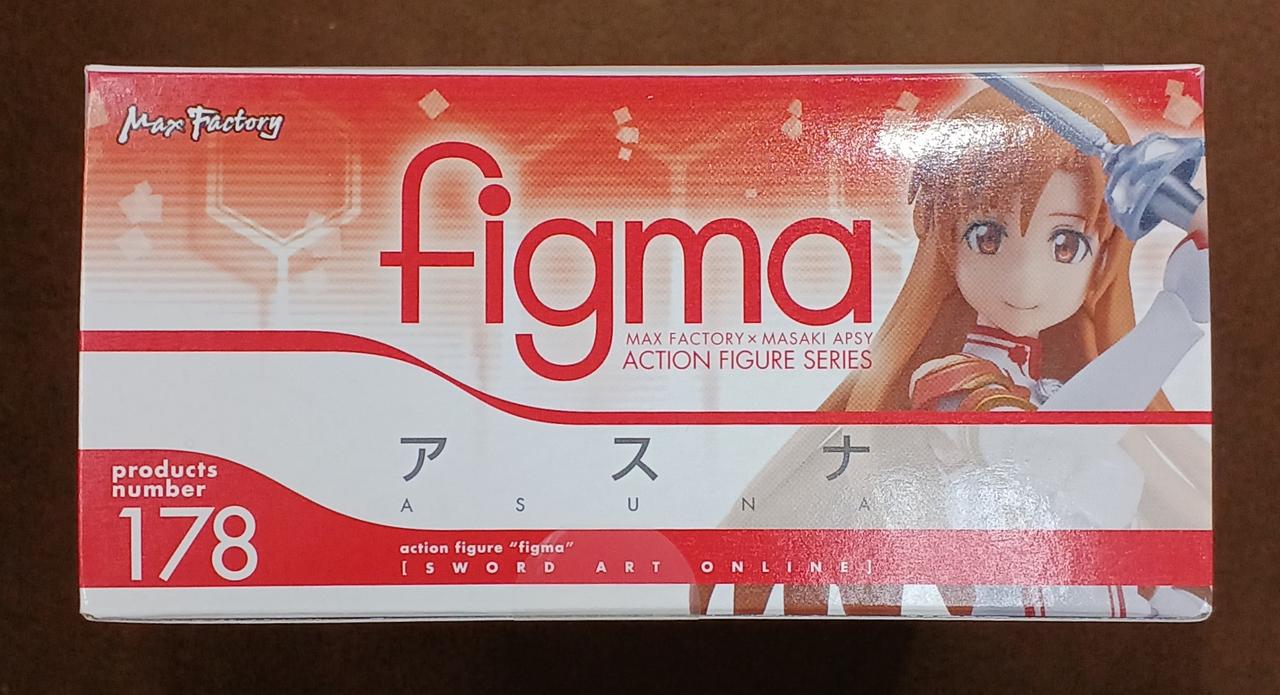 Max Factory
figma
MAX FACTORY × MASAKI APSY
ACTION FIGURE SERIES
アスナ
ASUNA
products
number
178
action figure “figma”
[SWORD ART ONLINE]